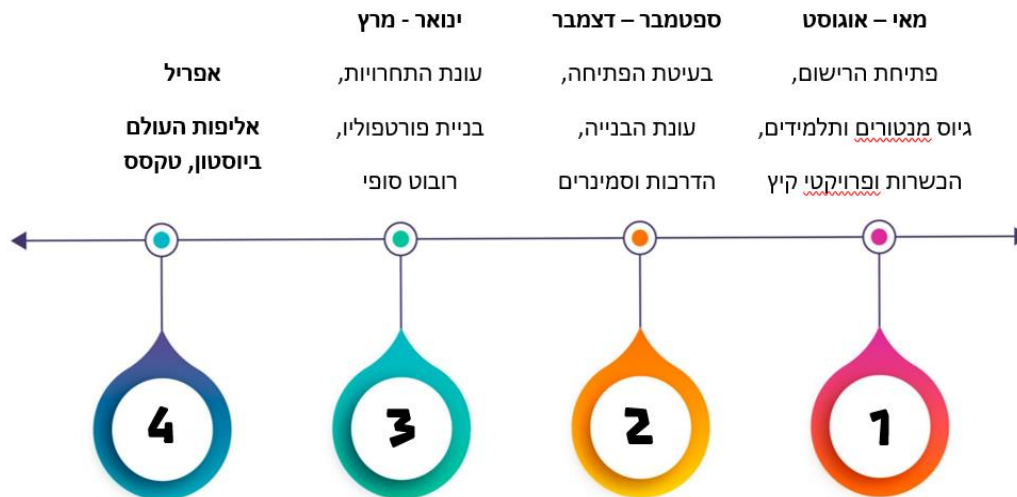 מאי – אוגוסט
פתיחת הרישום,
גיוס מנטורים ותלמידים,
הכשרות ופרויקטי קיץ
ספטמבר – דצמבר
בעיטת הפתיחה,
עונת הבנייה,
הדרכות וסמינרים
ינואר - מרץ
עונת התחרויות,
בניית פורטפוליו,
רובוט סופי
אפריל
אליפות העולם
ביוסטון, טקסס
1
2
3
4